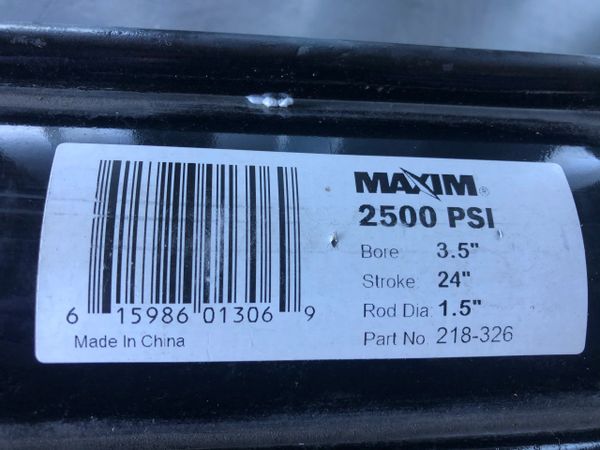 MAXIM®
2500 PSI
Bore: 3.5"
Stroke: 24"
Rod Dia: 1.5"
Part No. 218-326
6 15986 01306 9
Made In China